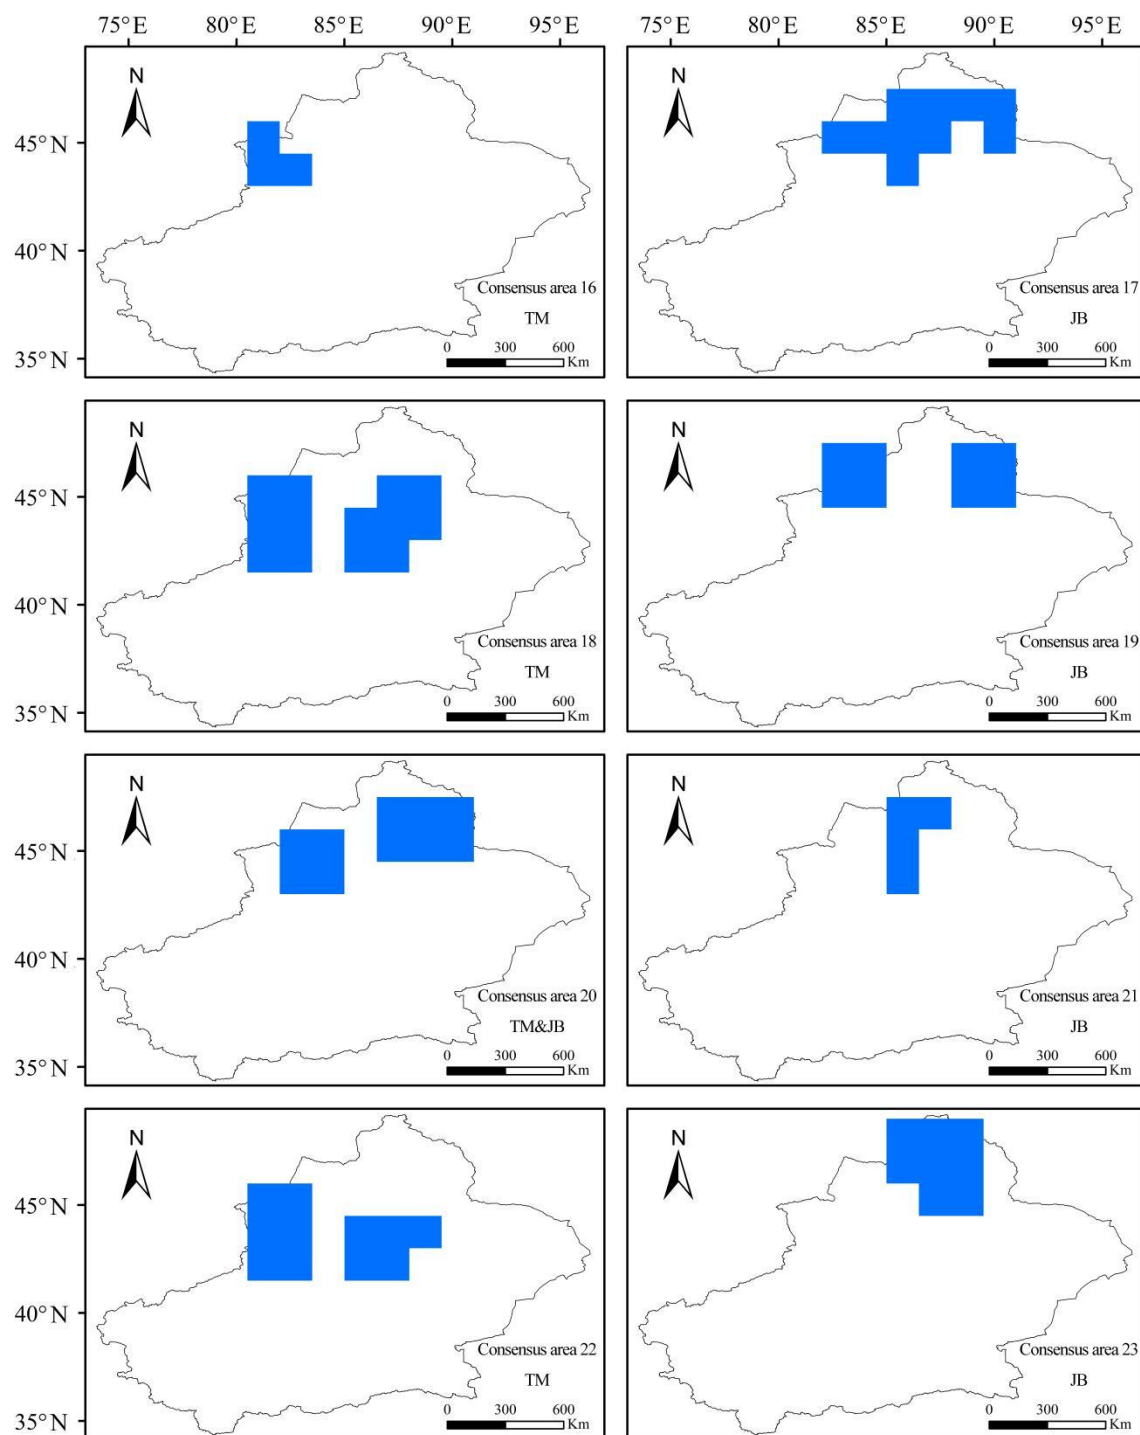 75°E 80°E 85°E 90°E 95°E 75°E 80°E 85°E 90°E 95°E
N
45°N
40°N
35°N
Consensus area 16
TM
0 300 600
Km
N
Consensus area 17
JB
0 300 600
Km
N
45°N
40°N
35°N
Consensus area 18
TM
0 300 600
Km
N
Consensus area 19
JB
0 300 600
Km
N
45°N
40°N
35°N
Consensus area 20
TM&JB
0 300 600
Km
N
Consensus area 21
JB
0 300 600
Km
N
45°N
40°N
35°N
Consensus area 22
TM
0 300 600
Km
N
Consensus area 23
JB
0 300 600
Km